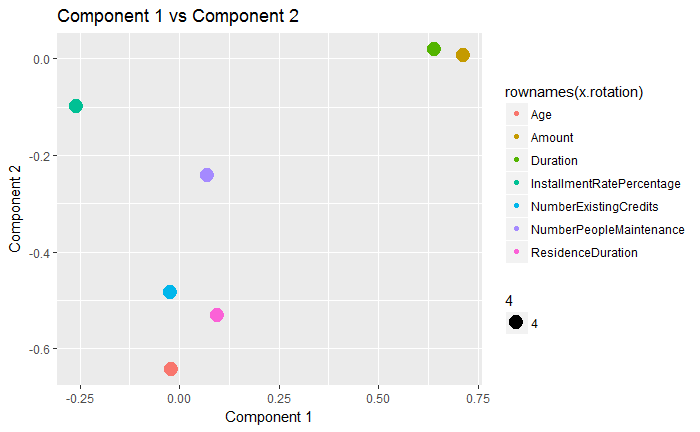 Component 1 vs Component 2
0.0
-0.2
-0.4
-0.6
Component 2
-0.25
0.00
0.25
0.50
0.75
Component 1
rownames(x.rotation)
Age
Amount
Duration
InstallmentRatePercentage
NumberExistingCredits
NumberPeopleMaintenance
ResidenceDuration
4
4